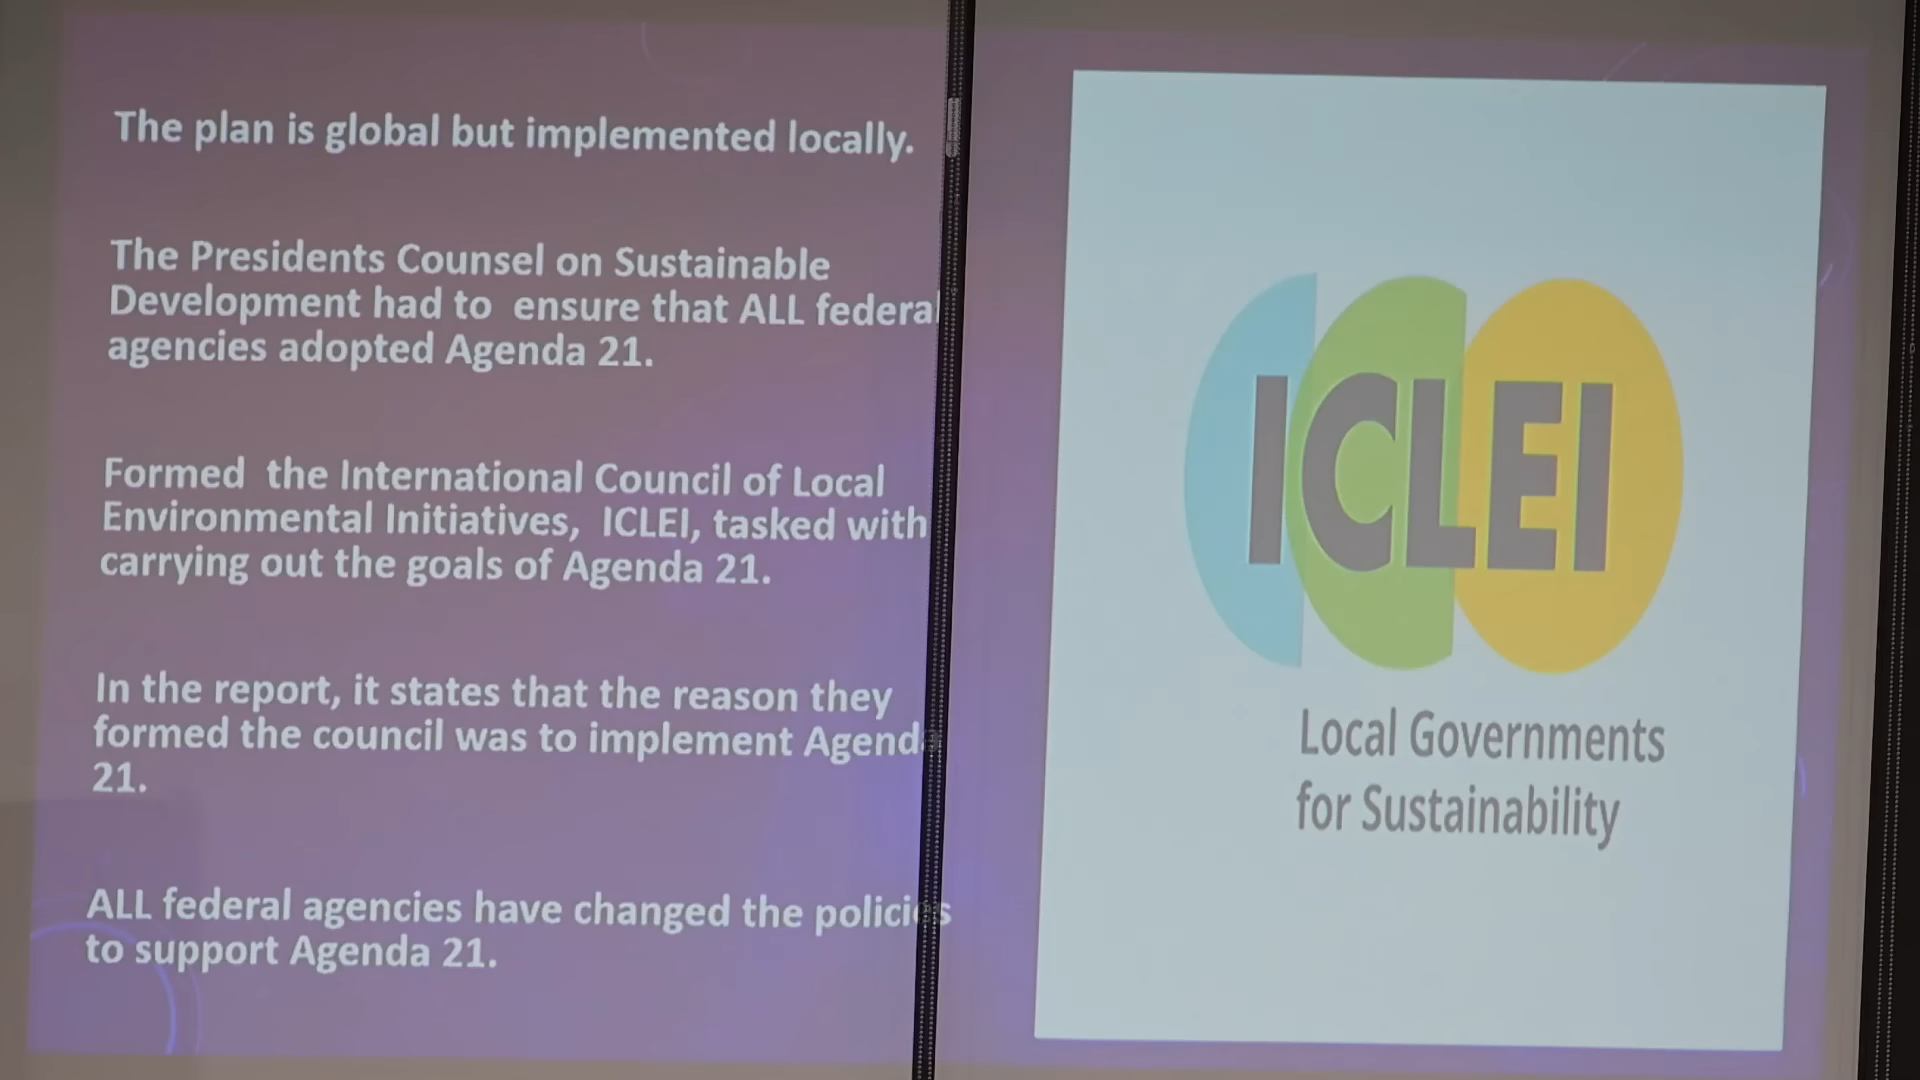 The plan is global but implemented locally.
The Presidents Counsel on Sustainable
Development had to ensure that ALL federal
agencies adopted Agenda 21.
Formed the International Council of Local
Environmental Initiatives, ICLEI, tasked with
carrying out the goals of Agenda 21.
In the report, it states that the reason they
formed the council was to implement Agenda
21.
ALL federal agencies have changed the policies
to support Agenda 21.
ICLEI
Local Governments
for Sustainability